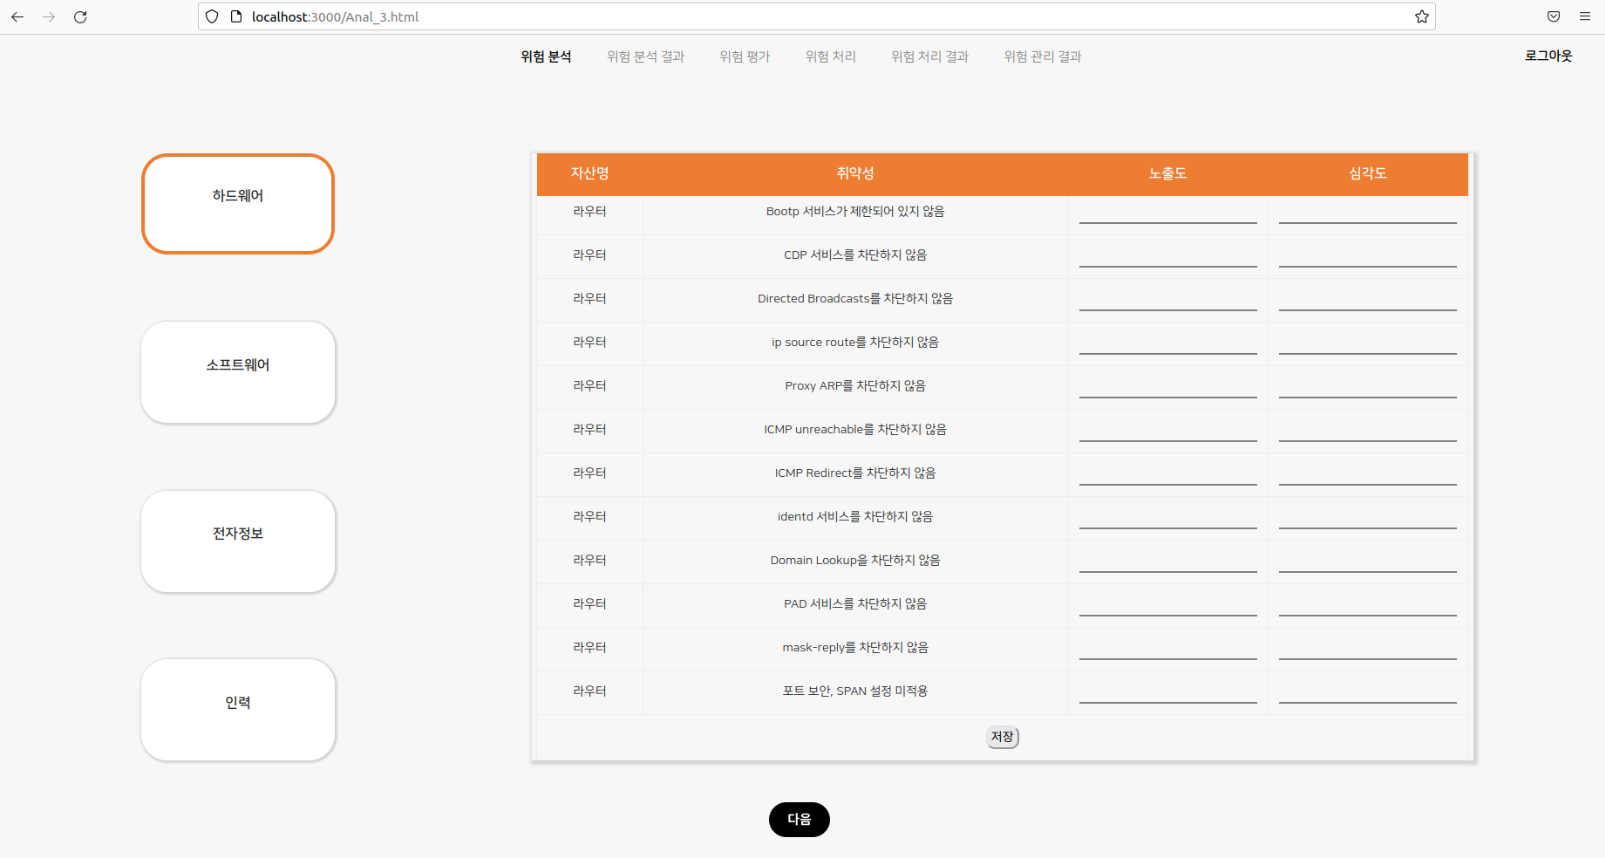 localhost:3000/Anal_3.html
위험 분석 위험 분석 결과 위험 평가 위험 처리 위험 처리 결과 위험 관리 결과 로그아웃
하드웨어
소프트웨어
전자정보
인력
자산명 취약성 노출도 심각도
라우터 Bootp 서비스가 제한되어 있지 않음
라우터 CDP 서비스를 차단하지 않음
라우터 Directed Broadcasts를 차단하지 않음
라우터 ip source route를 차단하지 않음
라우터 Proxy ARP를 차단하지 않음
라우터 ICMP unreachable를 차단하지 않음
라우터 ICMP Redirect를 차단하지 않음
라우터 identd 서비스를 차단하지 않음
라우터 Domain Lookup을 차단하지 않음
라우터 PAD 서비스를 차단하지 않음
라우터 mask-reply를 차단하지 않음
라우터 포트 보안, SPAN 설정 미적용
저장
다음